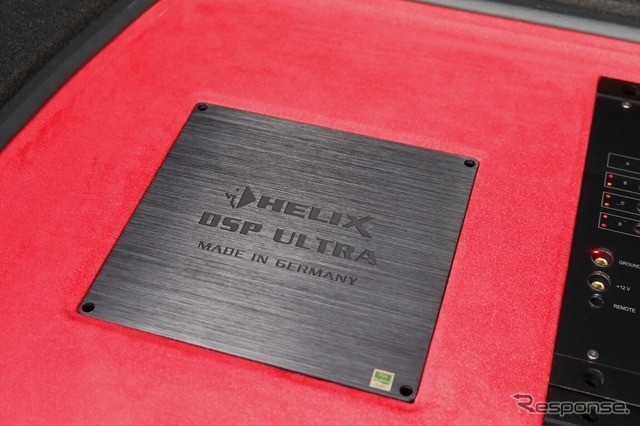 HELIX
DSP ULTRA
MADE IN GERMANY
A
B
C
B
GROUND
+12 V
REMOTE
Response.